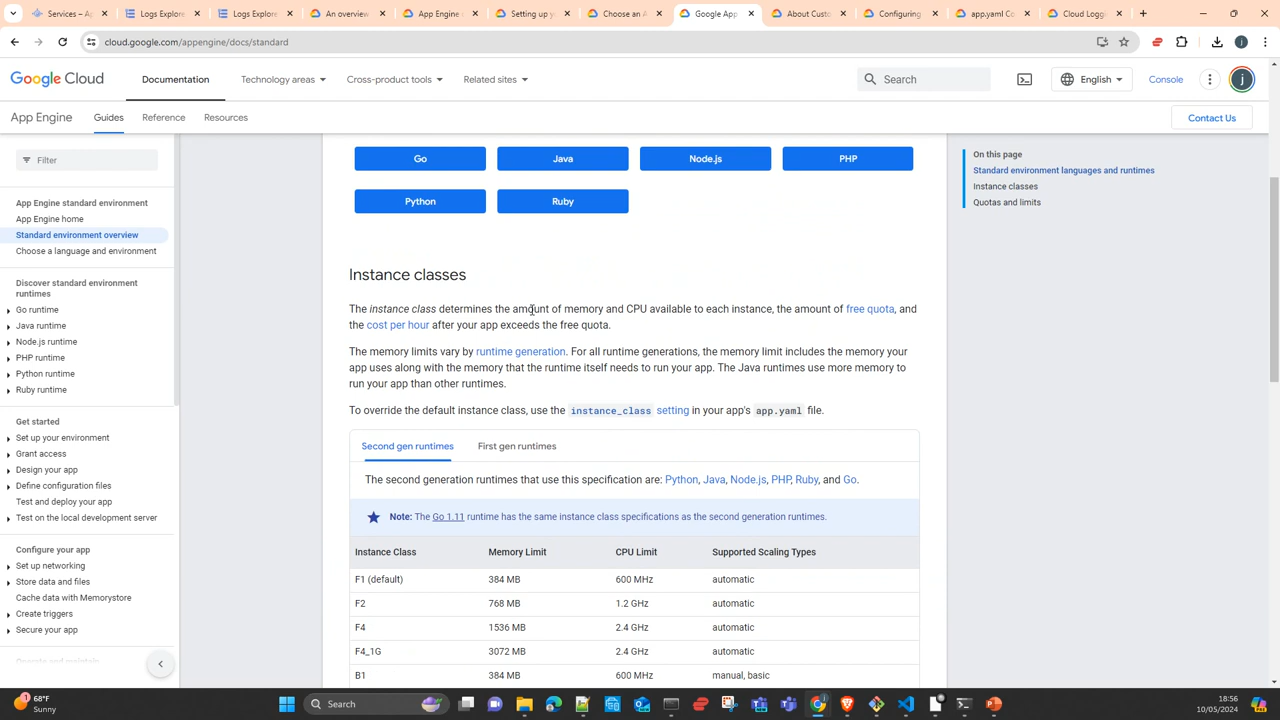 Services – Ap
Logs Explore
Logs Explore
An overview
App Engine
Setting up yo
Choose an A
Google App
About Custo
Configuring
app.yaml Co
Cloud Loggi
cloud.google.com/appengine/docs/standard
j
Google Cloud
Documentation
Technology areas
Cross-product tools
Related sites
Search
English
Console
j
App Engine
Guides
Reference
Resources
Contact Us
Filter
App Engine standard environment
App Engine home
Standard environment overview
Choose a language and environment
Discover standard environment
runtimes
Go runtime
Java runtime
Node.js runtime
PHP runtime
Python runtime
Ruby runtime
Get started
Set up your environment
Grant access
Design your app
Define configuration files
Test and deploy your app
Test on the local development server
Configure your app
Set up networking
Store data and files
Cache data with Memorystore
Create triggers
Secure your app
Operate and maintain
Go
Java
Node.js
PHP
Python
Ruby
Instance classes
The instance class determines the amount of memory and CPU available to each instance, the amount of free quota, and
the cost per hour after your app exceeds the free quota.
The memory limits vary by runtime generation. For all runtime generations, the memory limit includes the memory your
app uses along with the memory that the runtime itself needs to run your app. The Java runtimes use more memory to
run your app than other runtimes.
To override the default instance class, use the instance_class setting in your app's app.yaml file.
Second gen runtimes
First gen runtimes
The second generation runtimes that use this specification are: Python, Java, Node.js, PHP, Ruby, and Go.
Note: The Go 1.11 runtime has the same instance class specifications as the second generation runtimes.
Instance Class Memory Limit CPU Limit Supported Scaling Types
F1 (default) 384 MB 600 MHz automatic
F2 768 MB 1.2 GHz automatic
F4 1536 MB 2.4 GHz automatic
F4_1G 3072 MB 2.4 GHz automatic
B1 384 MB 600 MHz manual, basic
On this page
Standard environment languages and runtimes
Instance classes
Quotas and limits
1
68°F
Sunny
Search
18:56
10/05/2024